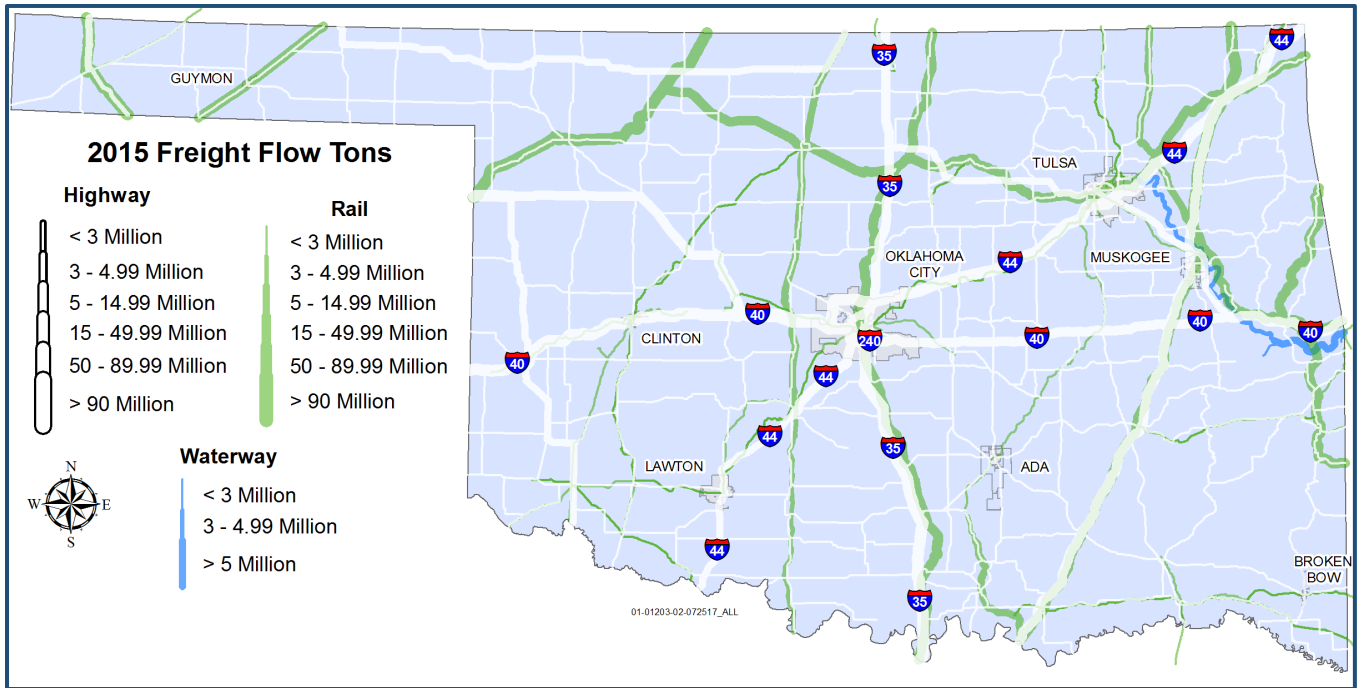 2015 Freight Flow Tons
Highway
< 3 Million
3 - 4.99 Million
5 - 14.99 Million
15 - 49.99 Million
50 - 89.99 Million
> 90 Million
Rail
< 3 Million
3 - 4.99 Million
5 - 14.99 Million
15 - 49.99 Million
50 - 89.99 Million
> 90 Million
Waterway
< 3 Million
3 - 4.99 Million
> 5 Million
N
W
E
S
GUYMON
35
44
44
TULSA
35
OKLAHOMA
CITY
44
MUSKOGEE
40
CLINTON
240
40
40
40
40
44
44
35
LAWTON
ADA
44
35
BROKEN
BOW
01-01203-02-072517_ALL